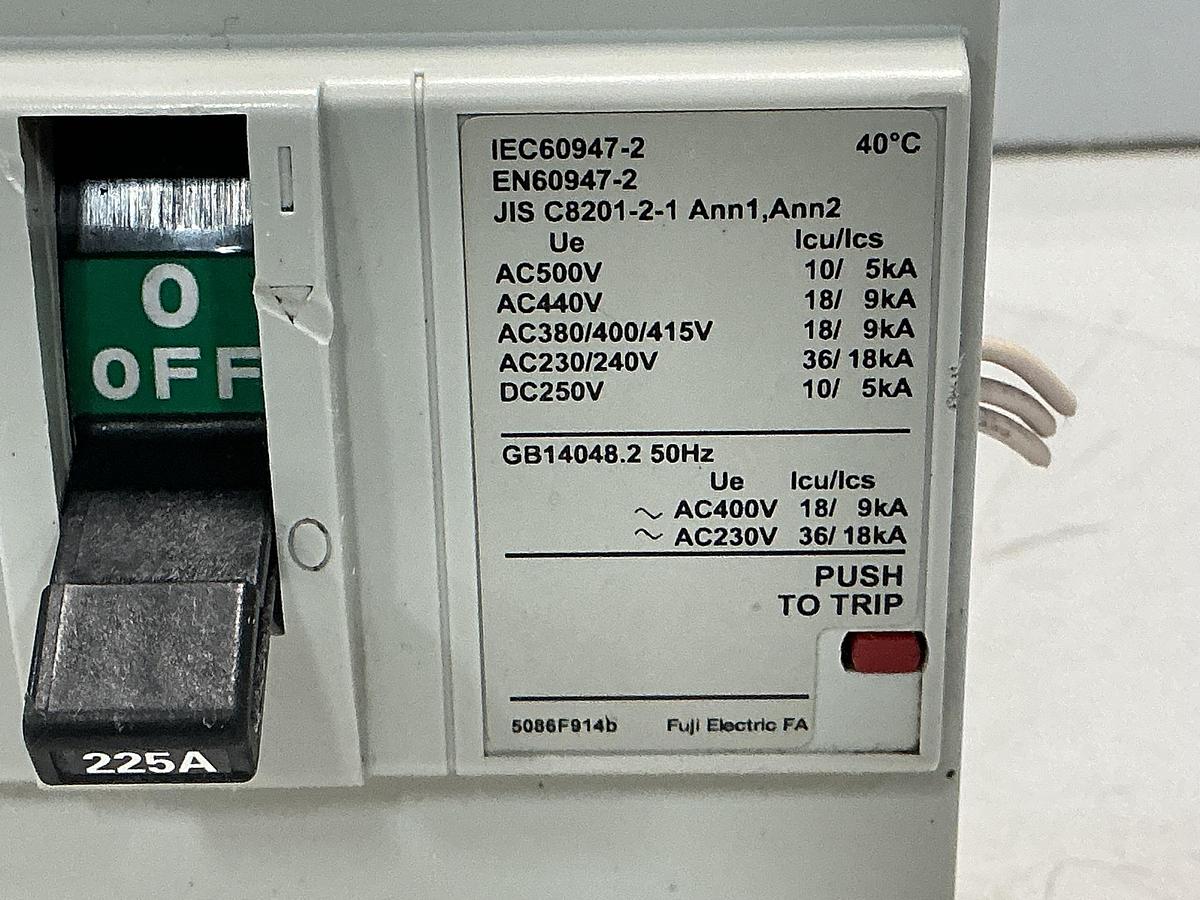 O
OFF
225A
IEC60947-2 40°C
EN60947-2
JIS C8201-2-1 Ann1,Ann2
Ue Icu/Ics
AC500V 10/ 5kA
AC440V 18/ 9kA
AC380/400/415V 18/ 9kA
AC230/240V 36/18kA
DC250V 10/ 5kA
GB14048.2 50Hz
Ue Icu/Ics
~ AC400V 18/ 9kA
~ AC230V 36/18kA
PUSH
TO TRIP
5086F914b Fuji Electric FA